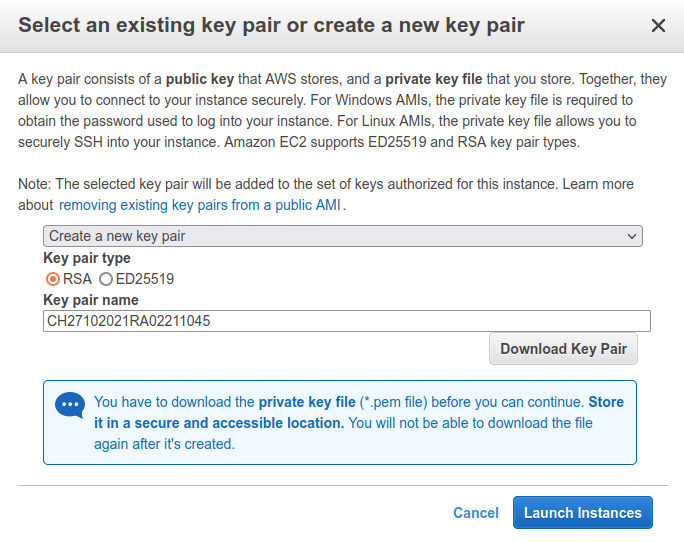 Select an existing key pair or create a new key pair
A key pair consists of a public key that AWS stores, and a private key file that you store. Together, they
allow you to connect to your instance securely. For Windows AMIs, the private key file is required to
obtain the password used to log into your instance. For Linux AMIs, the private key file allows you to
securely SSH into your instance. Amazon EC2 supports ED25519 and RSA key pair types.
Note: The selected key pair will be added to the set of keys authorized for this instance. Learn more
about removing existing key pairs from a public AMI .
Create a new key pair
Key pair type
RSA ED25519
Key pair name
CH27102021RA02211045
Download Key Pair
You have to download the private key file (*.pem file) before you can continue. Store
it in a secure and accessible location. You will not be able to download the file
again after it's created.
Cancel Launch Instances